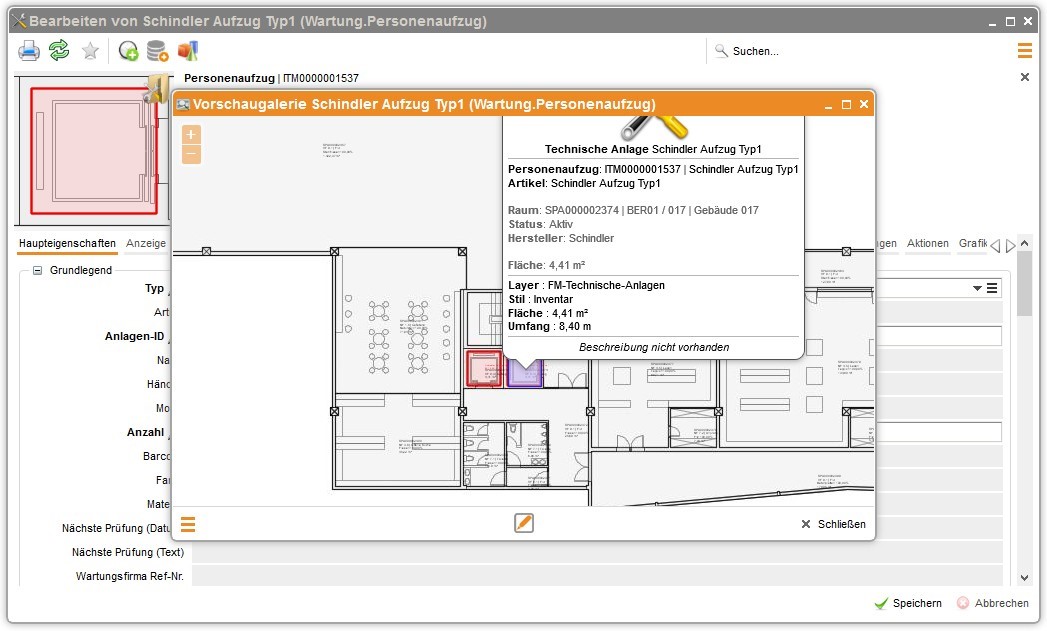 Bearbeiten von Schindler Aufzug Typ1 (Wartung.Personenaufzug)
Suchen...
Personenaufzug | ITM0000001537
Vorschaugalerie Schindler Aufzug Typ1 (Wartung.Personenaufzug)
+
−
Technische Anlage Schindler Aufzug Typ1
Personenaufzug: ITM0000001537 | Schindler Aufzug Typ1
Artikel: Schindler Aufzug Typ1
Raum: SPA000002374 | BER01 / 017 | Gebäude 017
Status: Aktiv
Hersteller: Schindler
Fläche: 4,41 m²
Layer : FM-Technische-Anlagen
Stil : Inventar
Fläche : 4,41 m²
Umfang : 8,40 m
Beschreibung nicht vorhanden
Schließen
Haupteigenschaften Anzeige gen Aktionen Grafik
Grundlegend
Typ
Art
Anlagen-ID
Na
Hän
Mo
Anzahl
Barco
Fa
Mate
Nächste Prüfung (Datu
Nächste Prüfung (Text)
Wartungsfirma Ref-Nr.
Speichern Abbrechen